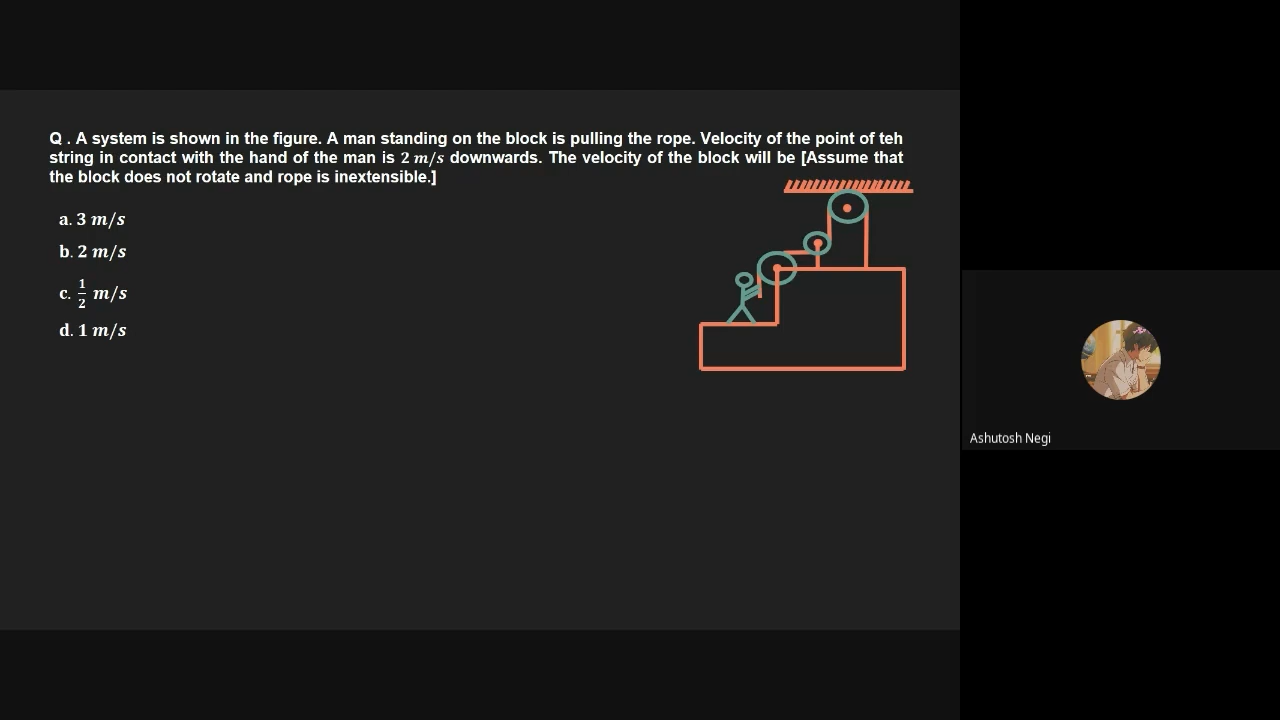 Q . A system is shown in the figure. A man standing on the block is pulling the rope. Velocity of the point of teh
string in contact with the hand of the man is 2 m/s downwards. The velocity of the block will be [Assume that
the block does not rotate and rope is inextensible.]
a. 3 m/s
b. 2 m/s
c. 1/2 m/s
d. 1 m/s
Ashutosh Negi